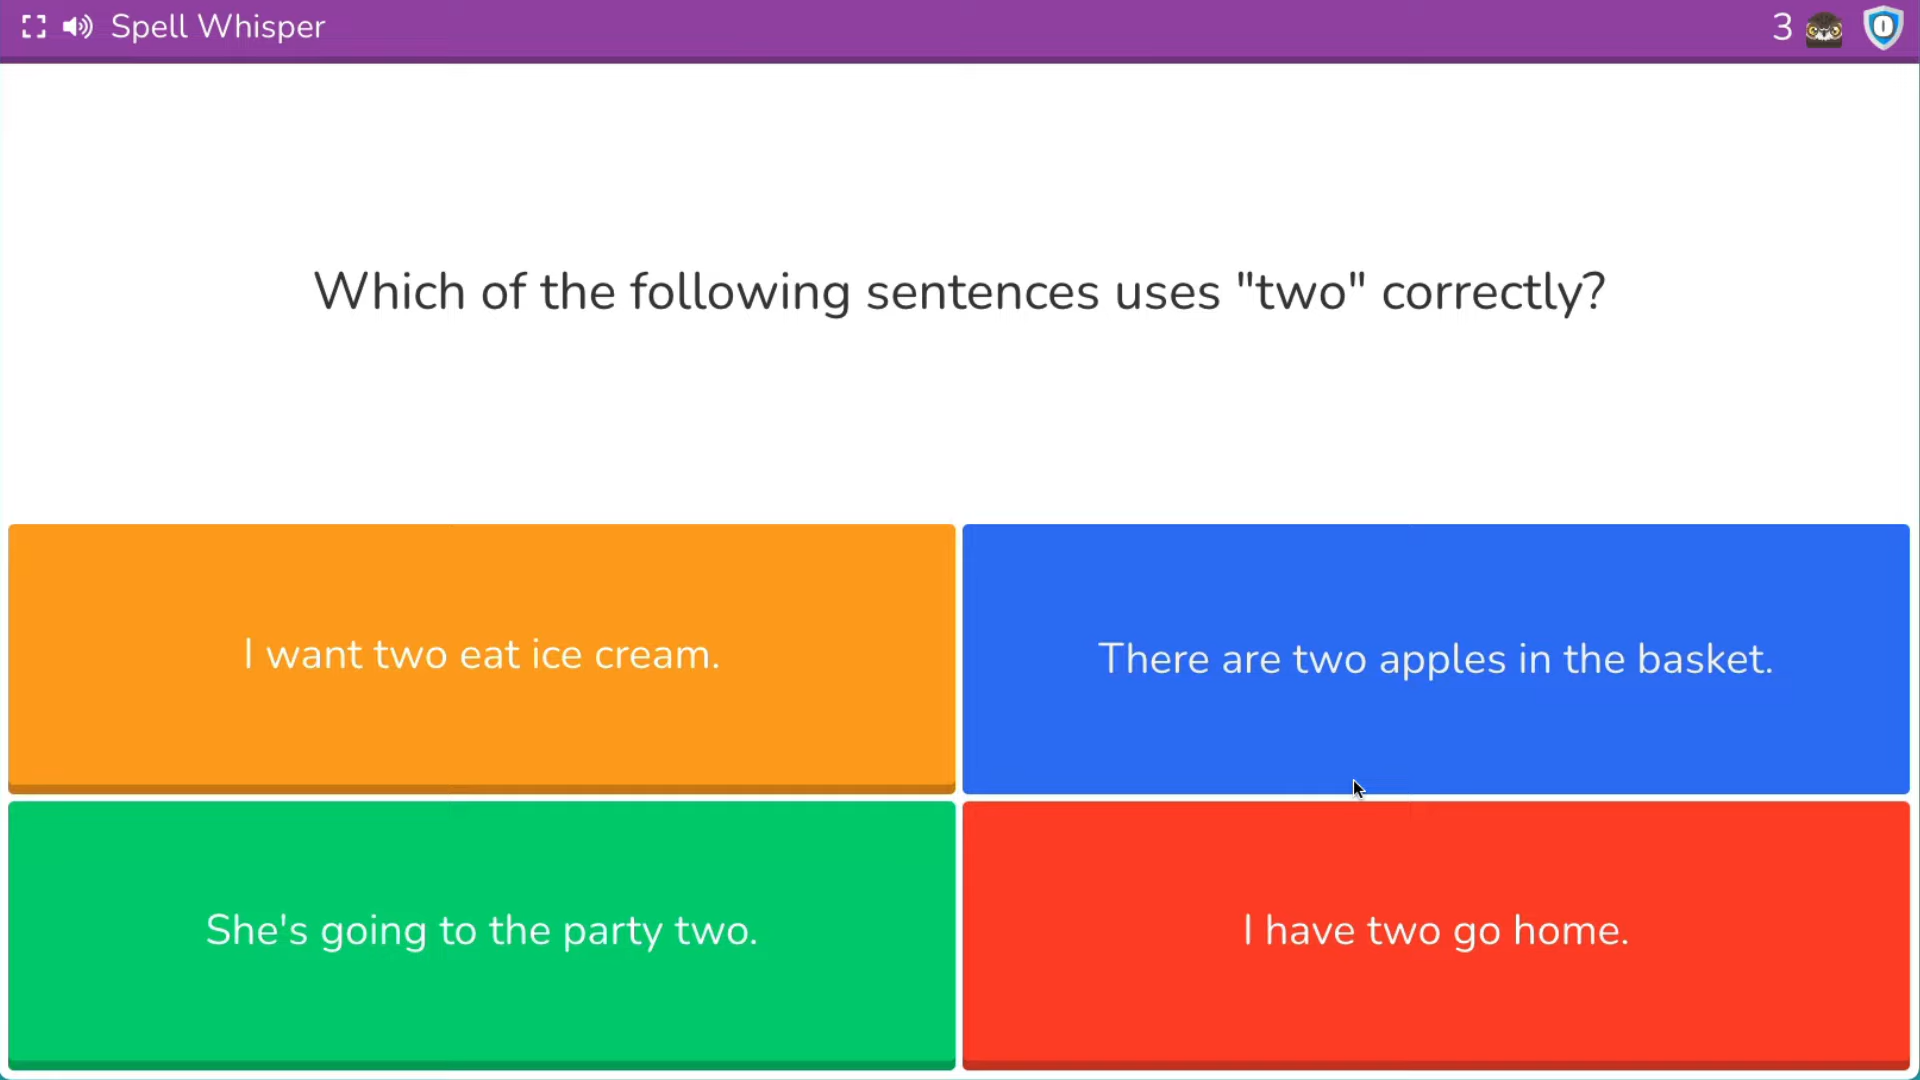 Spell Whisper
3
0
Which of the following sentences uses "two" correctly?
I want two eat ice cream.
There are two apples in the basket.
She's going to the party two.
I have two go home.